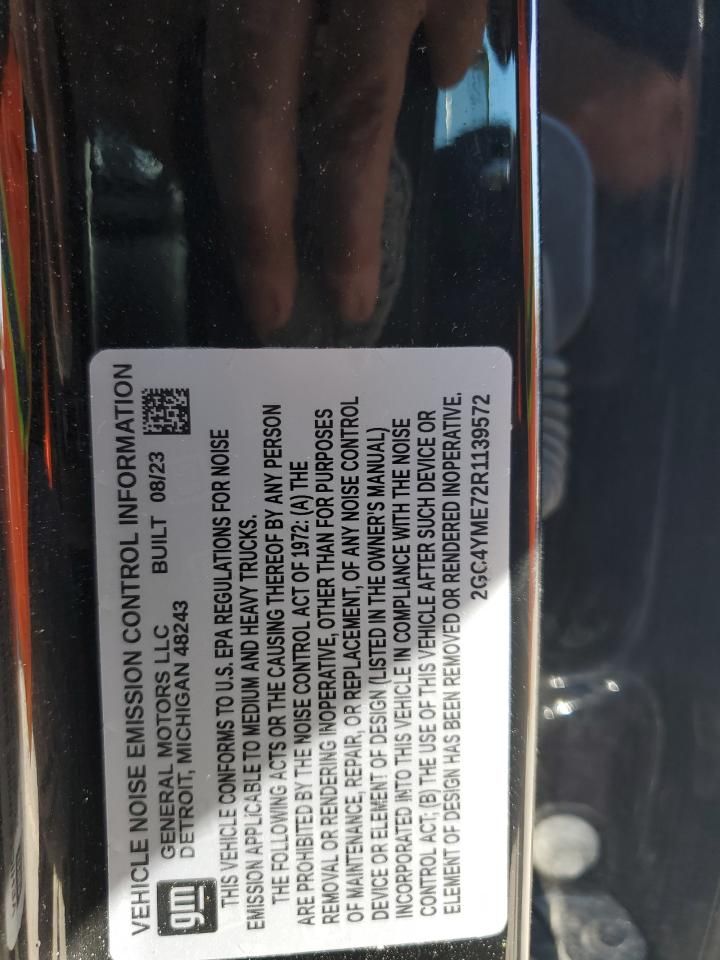 VEHICLE NOISE EMISSION CONTROL INFORMATION
gm
GENERAL MOTORS LLC
DETROIT, MICHIGAN 48243 BUILT 08/23
THIS VEHICLE CONFORMS TO U.S. EPA REGULATIONS FOR NOISE
EMISSION APPLICABLE TO MEDIUM AND HEAVY TRUCKS.
THE FOLLOWING ACTS OR THE CAUSING THEREOF BY ANY PERSON
ARE PROHIBITED BY THE NOISE CONTROL ACT OF 1972: (A) THE
REMOVAL OR RENDERING INOPERATIVE, OTHER THAN FOR PURPOSES
OF MAINTENANCE, REPAIR, OR REPLACEMENT, OF ANY NOISE CONTROL
DEVICE OR ELEMENT OF DESIGN (LISTED IN THE OWNER'S MANUAL)
INCORPORATED INTO THIS VEHICLE IN COMPLIANCE WITH THE NOISE
CONTROL ACT; (B) THE USE OF THIS VEHICLE AFTER SUCH DEVICE OR
ELEMENT OF DESIGN HAS BEEN REMOVED OR RENDERED INOPERATIVE.
2GC4YME72R1139572